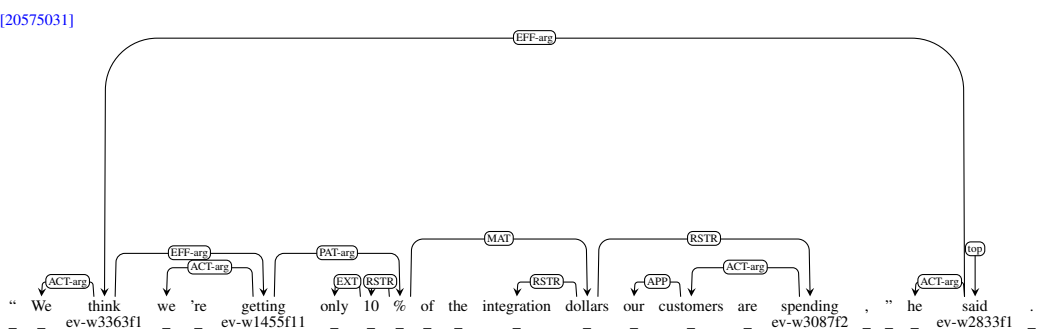 [20575031]
EFF-arg
MAT RSTR
top
EFF-arg PAT-arg
ACT-arg ACT-arg
ACT-arg EXT RSTR RSTR APP ACT-arg
“ We think we 're getting only 10 % of the integration dollars our customers are spending , ” he said .
_ _ ev-w3363f1 _ _ ev-w1455f11 _ _ _ _ _ _ _ _ _ _ ev-w3087f2 _ _ _ ev-w2833f1 _